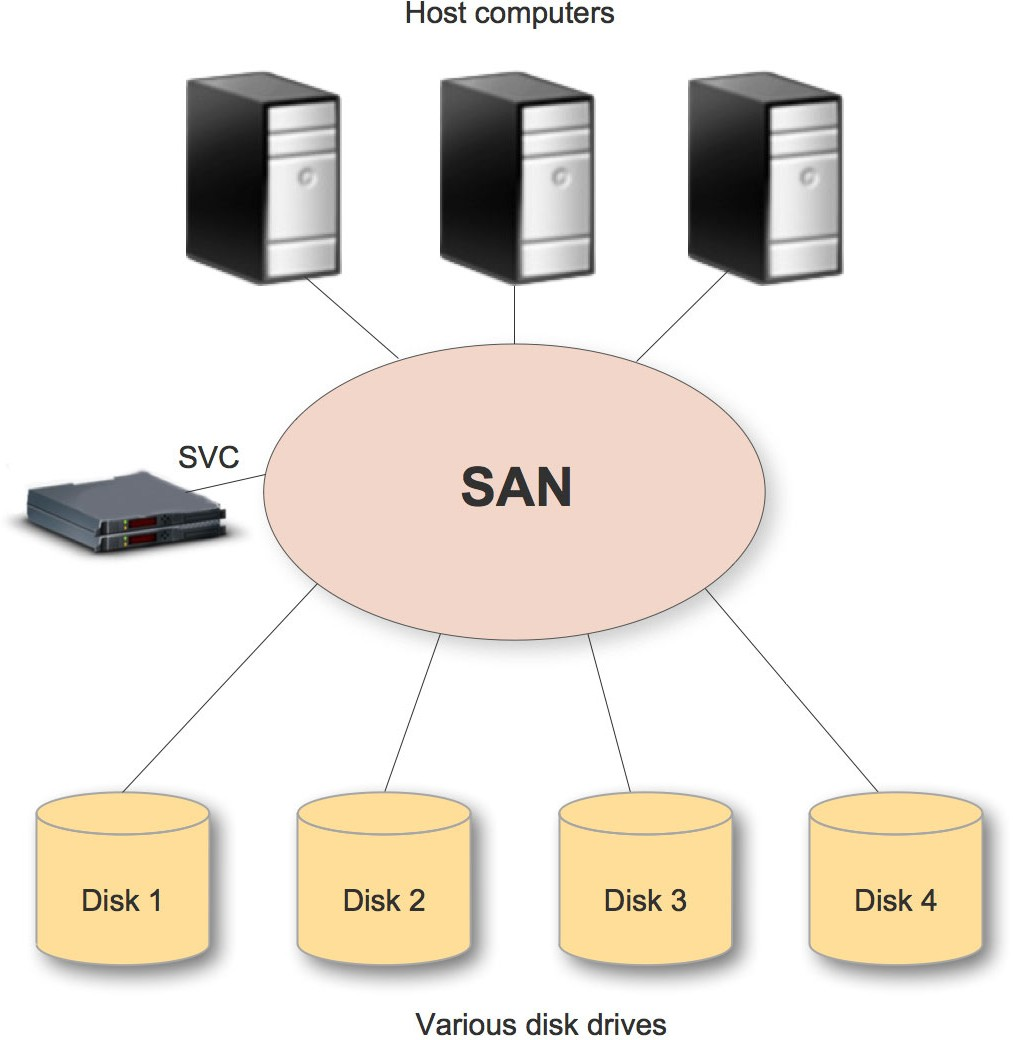 Host computers
SVC
SAN
Disk 1
Disk 2
Disk 3
Disk 4
Various disk drives